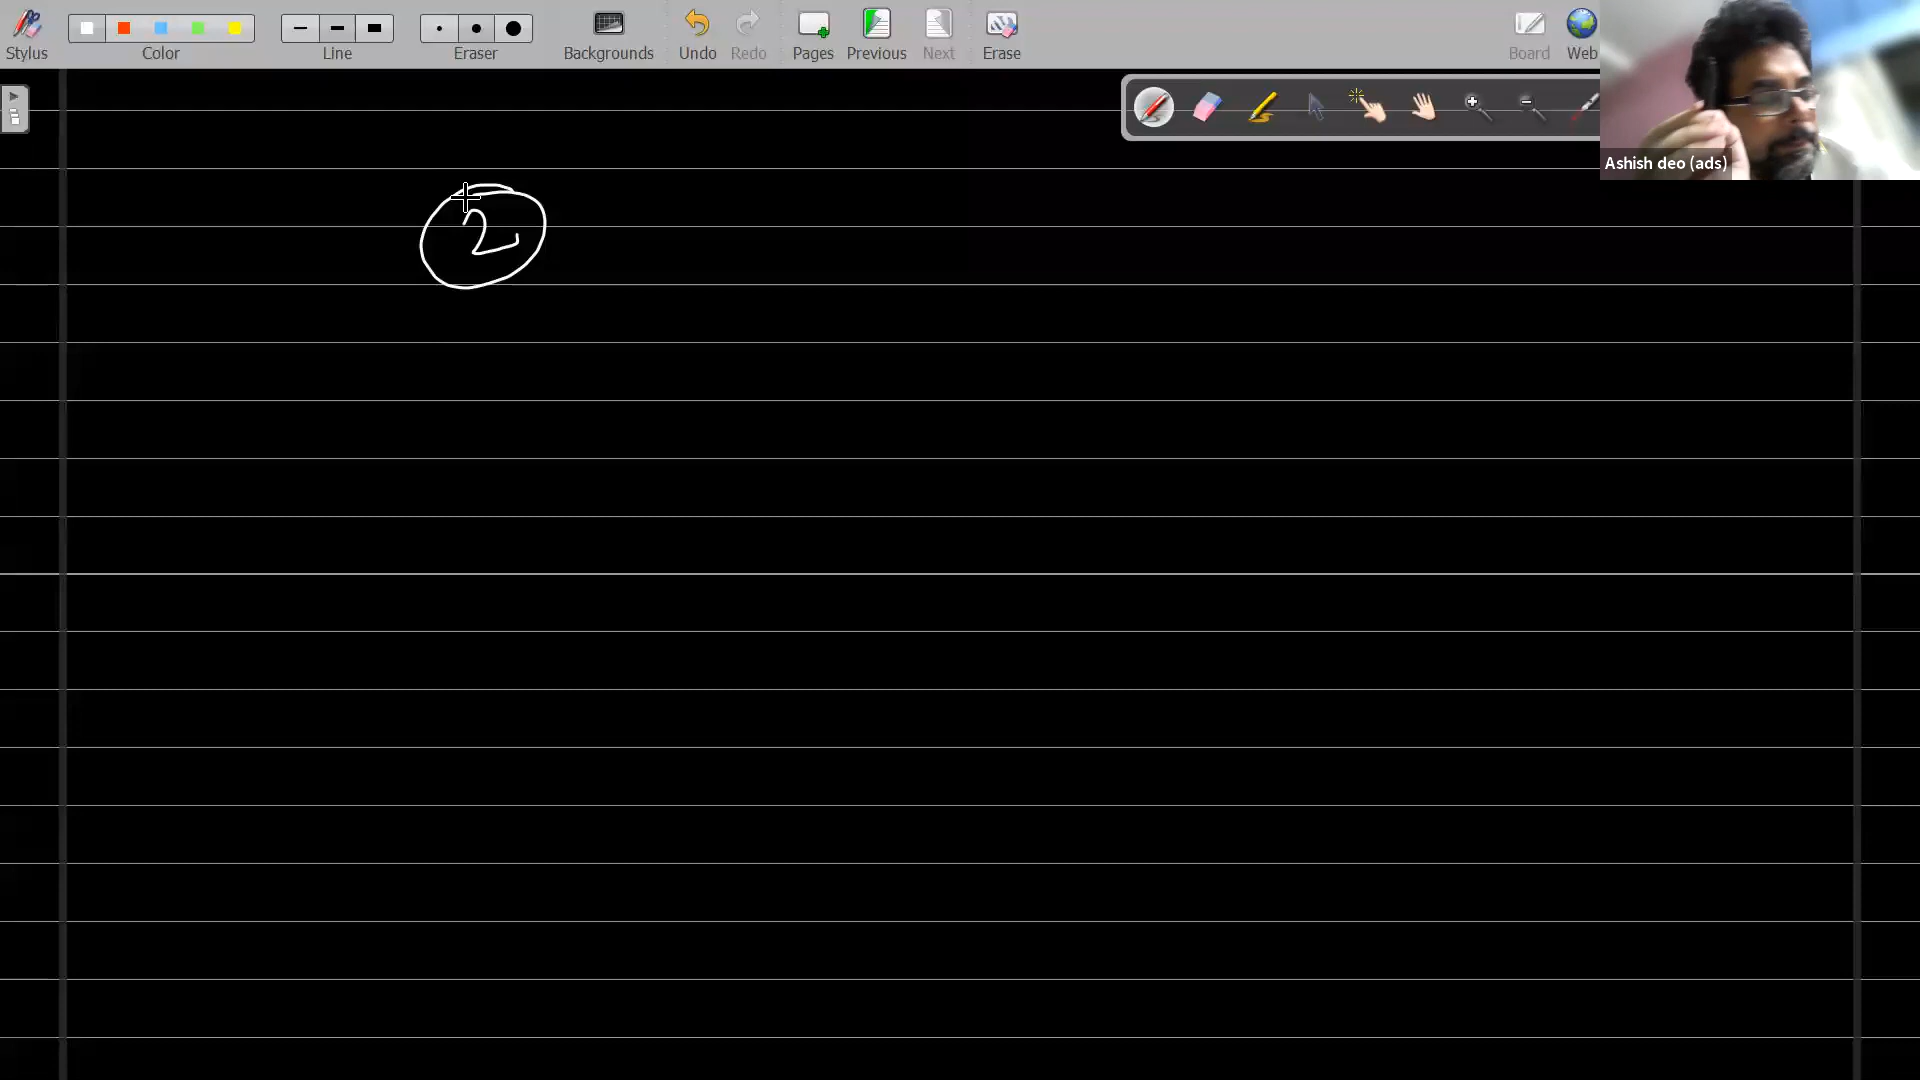 Stylus Color Line Eraser Backgrounds Undo Redo Pages Previous Next Erase Board Web
Ashish deo (ads)
2